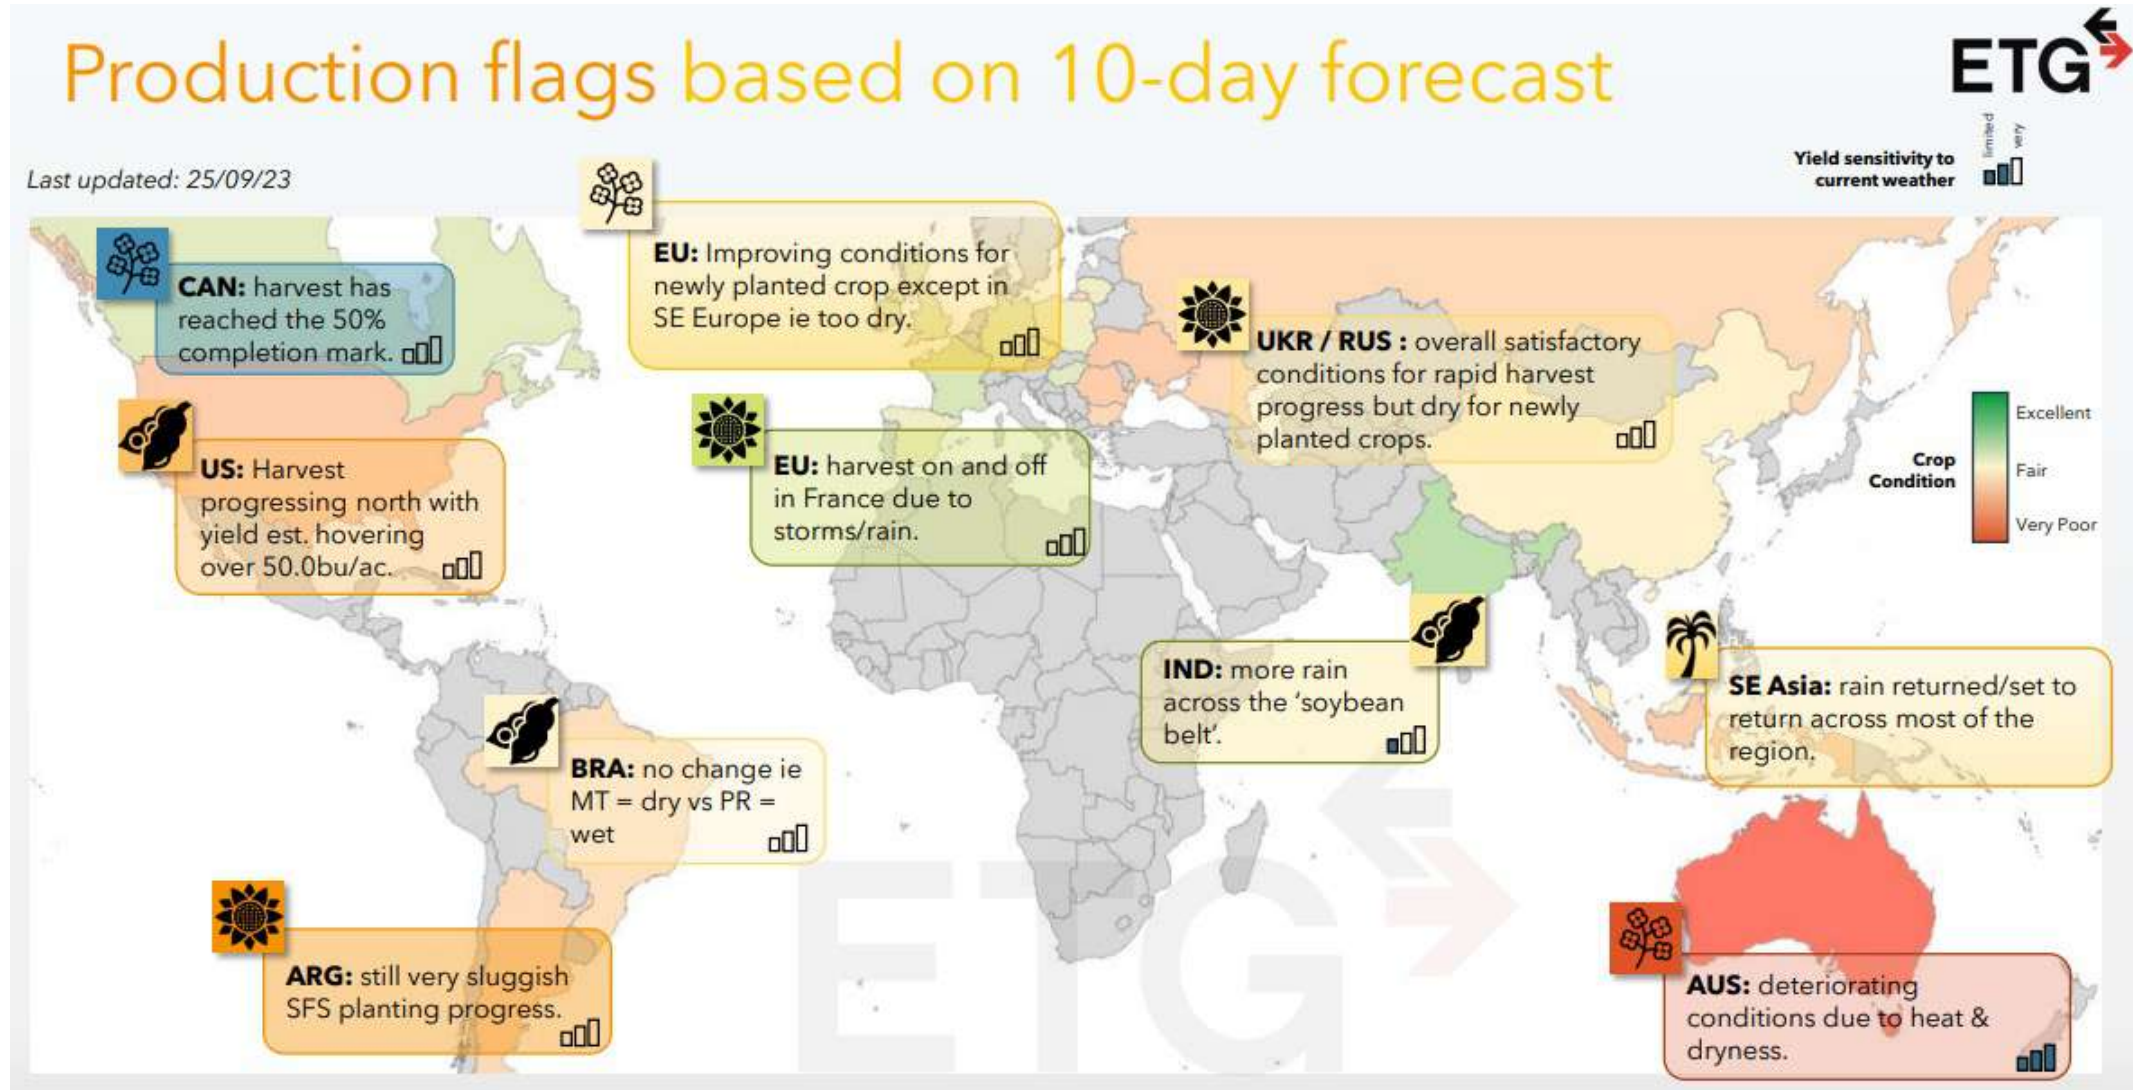 Production flags based on 10-day forecast
ETG
Last updated: 25/09/23
limited
very
Yield sensitivity to
current weather
CAN: harvest has
reached the 50%
completion mark.
EU: Improving conditions for
newly planted crop except in
SE Europe ie too dry.
UKR / RUS : overall satisfactory
conditions for rapid harvest
progress but dry for newly
planted crops.
US: Harvest
progressing north with
yield est. hovering
over 50.0bu/ac.
EU: harvest on and off
in France due to
storms/rain.
Crop
Condition
Excellent
Fair
Very Poor
IND: more rain
across the ‘soybean
belt’.
SE Asia: rain returned/set to
return across most of the
region.
BRA: no change ie
MT = dry vs PR =
wet
ARG: still very sluggish
SFS planting progress.
AUS: deteriorating
conditions due to heat &
dryness.
ETG